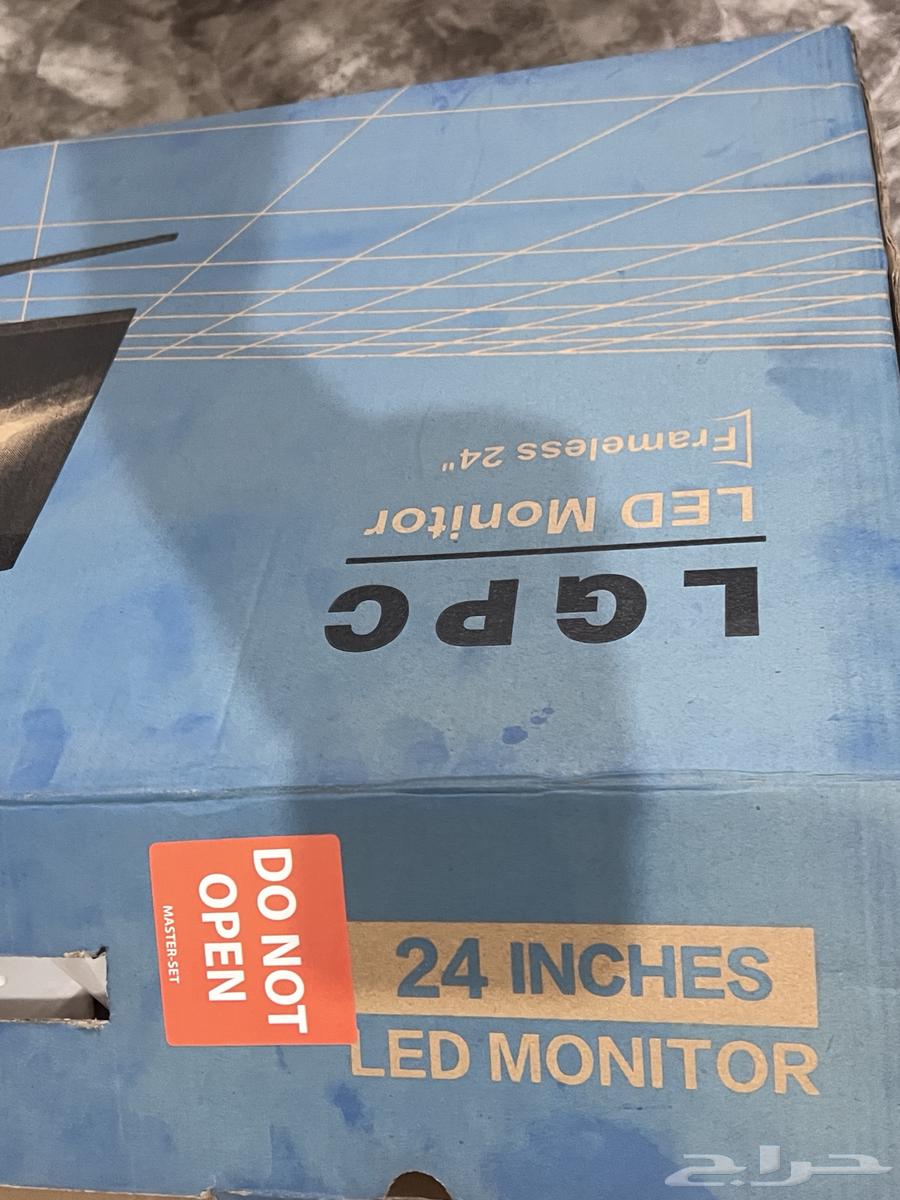 LGPC
LED Monitor
Frameless 24"
DO NOT
OPEN
MASTER-SET
24 INCHES
LED MONITOR
حراج